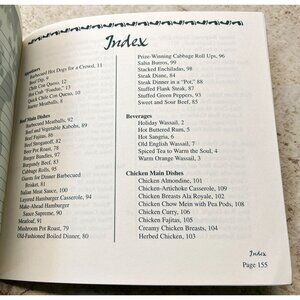 Index
Appetizers
Barbecued Hot Dogs for a Crowd, 11
Beef Dip, 9
Chile Con Queso, 12
Hot Crab "Fondue," 13
Quick Chile Con Queso, 10
Saucy Meatballs, 8
Beef Main Dishes
Barbecued Meatballs, 92
Beef and Vegetable Kabobs, 89
Beef Fajitas
Beef Stroganoff, 82
Beef Pot Roast, 78
Burger Bundles, 97
Burgundy Beef, 83
Cabbage Rolls, 95
Giants for Dinner Barbecued
Brisket, 81
Italian Meat Sauce, 100
Layered Hamburger Casserole, 94
Make-Ahead Hamburger
Sauce Supreme, 90
Meatloaf, 91
Mushroom Pot Roast, 79
Old-Fashioned Boiled Dinner, 80
Prize-Winning Cabbage Roll Ups, 96
Salsa Burros, 99
Stacked Enchiladas, 98
Steak Diane, 84
Steak Dinner in a "Pot," 88
Stuffed Flank Steak, 87
Stuffed Green Peppers, 93
Sweet and Sour Beef, 85
Beverages
Holiday Wassail, 2
Hot Buttered Rum, 5
Hot Sangria, 6
Old English Wassail, 7
Spiced Tea to Warm the Soul, 4
Warm Orange Wassail, 3
Chicken Main Dishes
Chicken Almondine, 101
Chicken-Artichoke Casserole, 109
Chicken Breasts Ala Royale, 102
Chicken Chow Mein with Pea Pods, 108
Chicken Curry, 106
Chicken Fajitas, 105
Creamy Chicken Breasts, 104
Herbed Chicken, 103
Index
Page 155